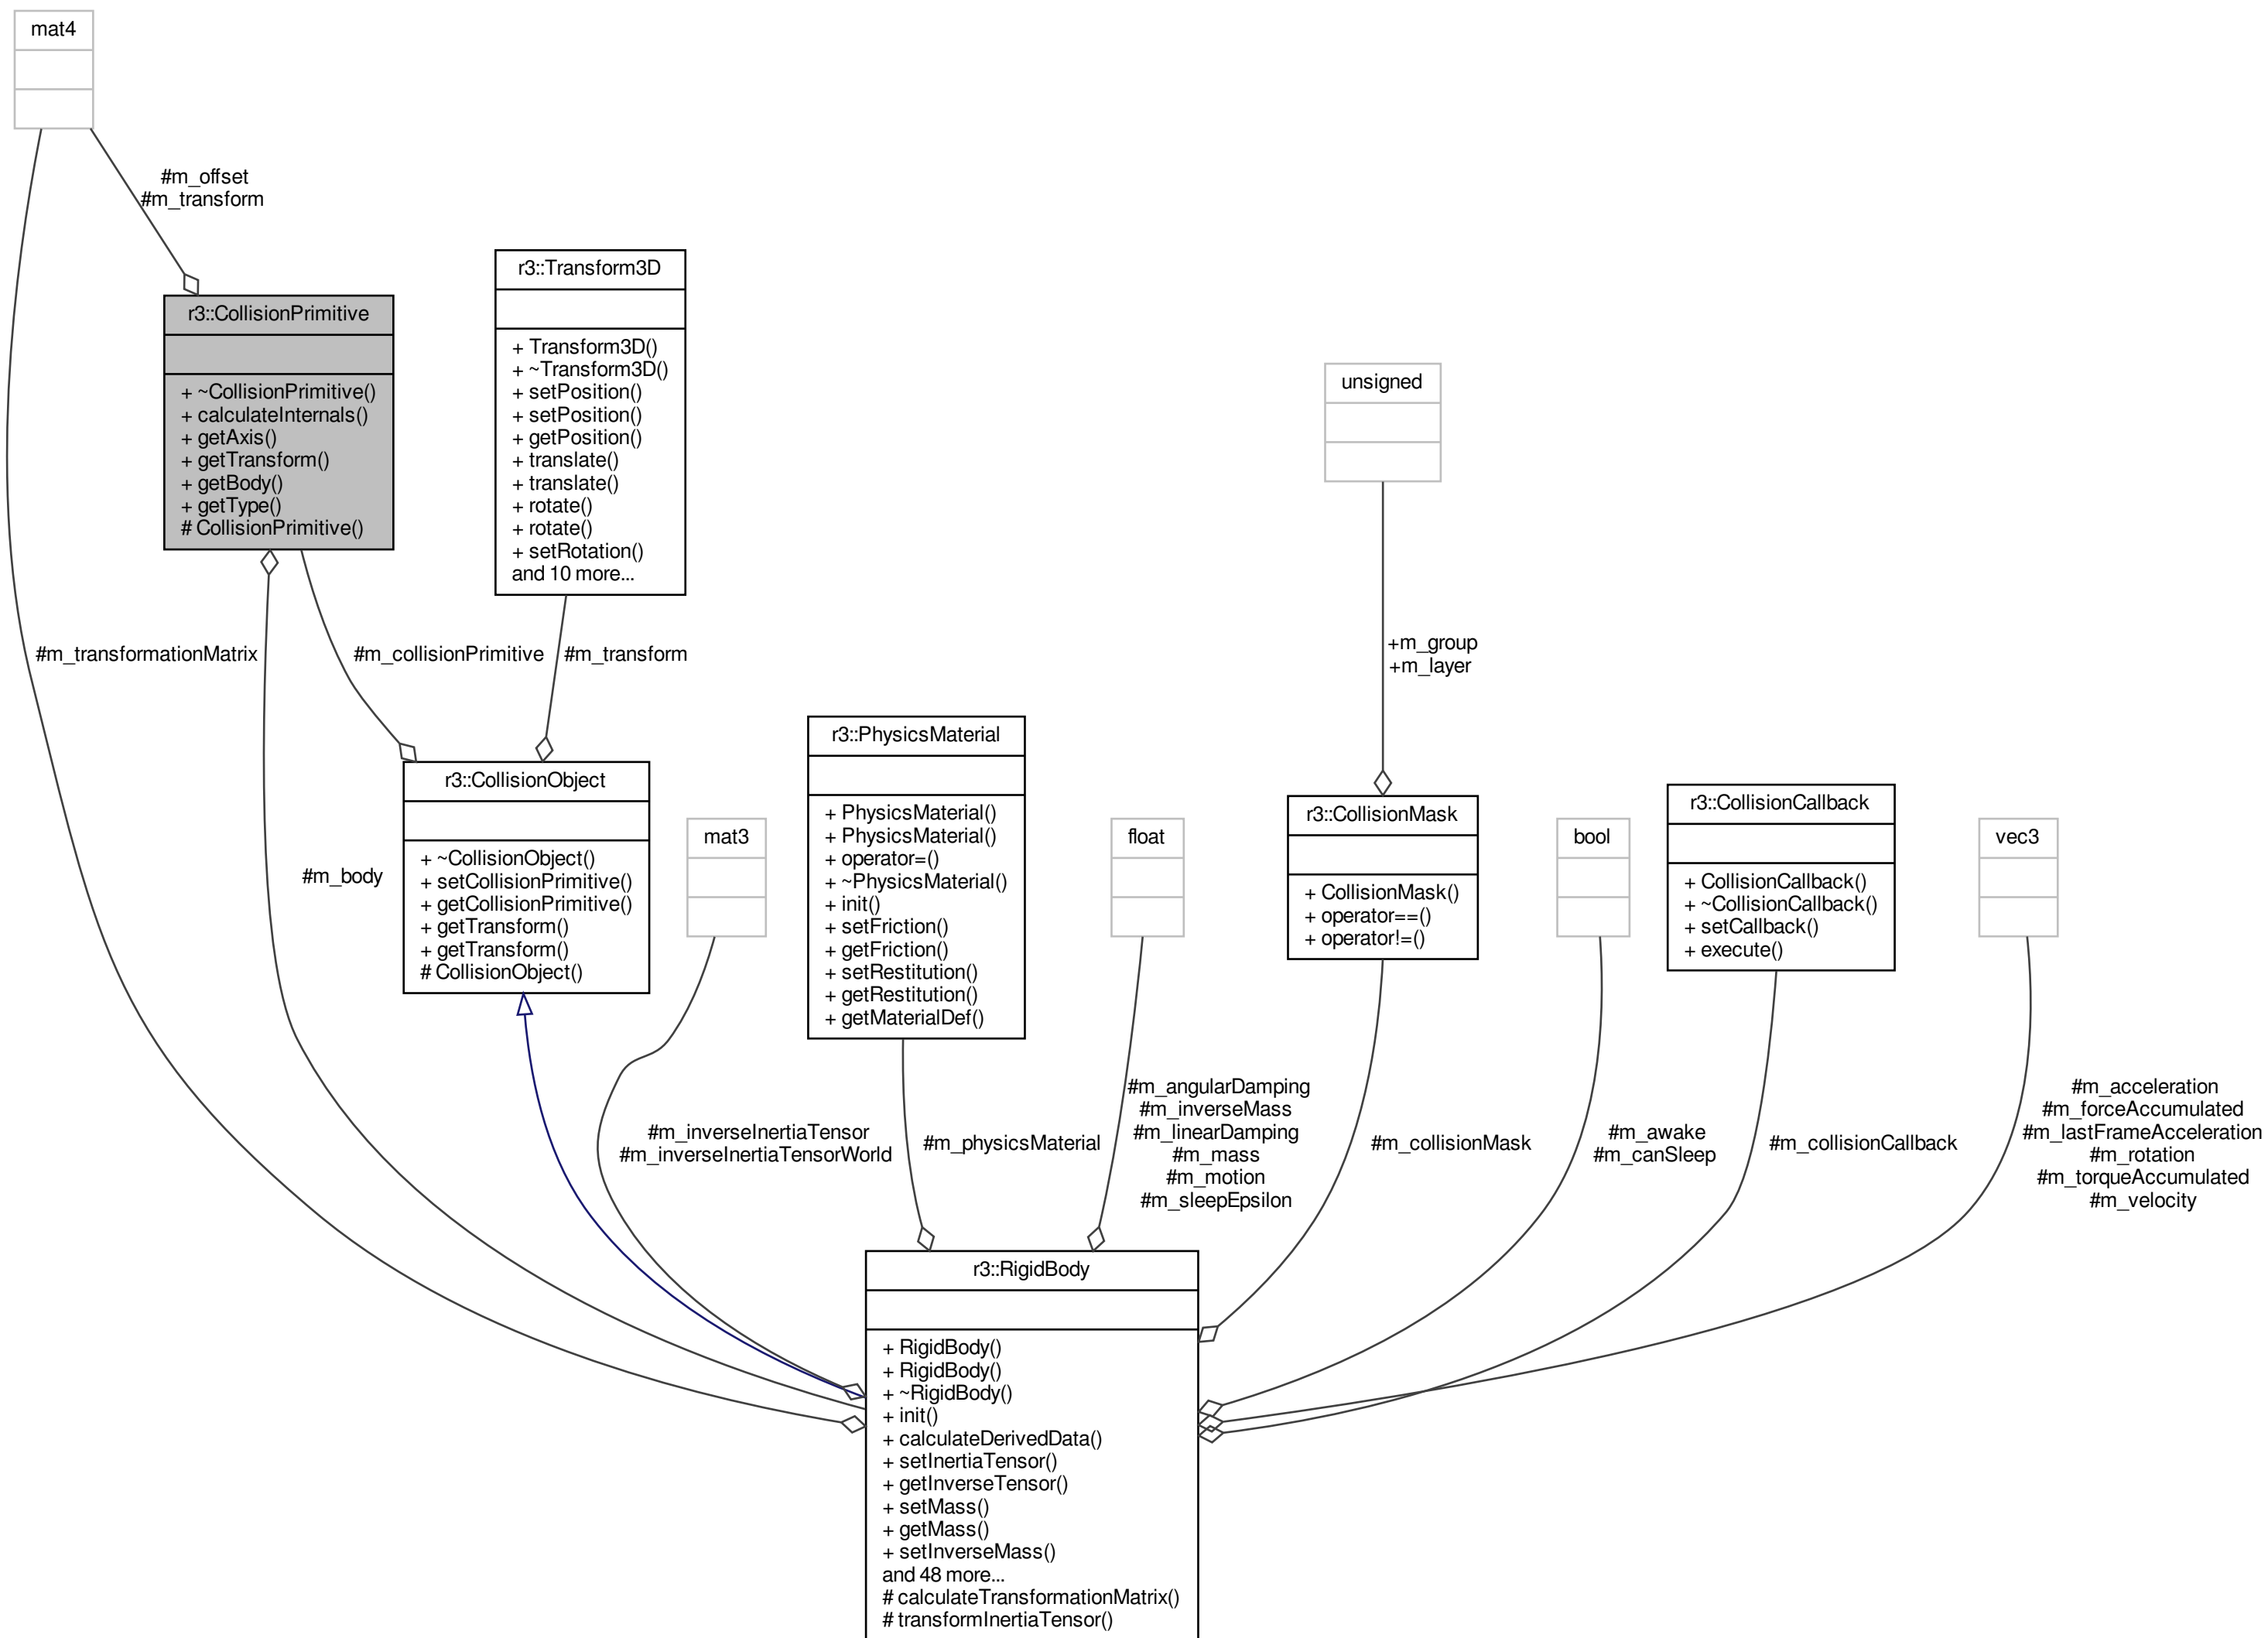 mat4
#m_offset
#m_transform
r3::CollisionPrimitive
+ ~CollisionPrimitive()
+ calculateInternals()
+ getAxis()
+ getTransform()
+ getBody()
+ getType()
# CollisionPrimitive()
r3::Transform3D
+ Transform3D()
+ ~Transform3D()
+ setPosition()
+ setPosition()
+ getPosition()
+ translate()
+ translate()
+ rotate()
+ rotate()
+ setRotation()
and 10 more...
unsigned
+m_group
+m_layer
#m_transformationMatrix
#m_collisionPrimitive
#m_transform
#m_body
r3::CollisionObject
+ ~CollisionObject()
+ setCollisionPrimitive()
+ getCollisionPrimitive()
+ getTransform()
+ getTransform()
# CollisionObject()
mat3
r3::PhysicsMaterial
+ PhysicsMaterial()
+ PhysicsMaterial()
+ operator=()
+ ~PhysicsMaterial()
+ init()
+ setFriction()
+ getFriction()
+ setRestitution()
+ getRestitution()
+ getMaterialDef()
float
r3::CollisionMask
+ CollisionMask()
+ operator==()
+ operator!=()
bool
r3::CollisionCallback
+ CollisionCallback()
+ ~CollisionCallback()
+ setCallback()
+ execute()
vec3
#m_inverseInertiaTensor
#m_inverseInertiaTensorWorld
#m_physicsMaterial
#m_angularDamping
#m_inverseMass
#m_linearDamping
#m_mass
#m_motion
#m_sleepEpsilon
#m_collisionMask
#m_awake
#m_canSleep
#m_collisionCallback
#m_acceleration
#m_forceAccumulated
#m_lastFrameAcceleration
#m_rotation
#m_torqueAccumulated
#m_velocity
r3::RigidBody
+ RigidBody()
+ RigidBody()
+ ~RigidBody()
+ init()
+ calculateDerivedData()
+ setInertiaTensor()
+ getInverseTensor()
+ setMass()
+ getMass()
+ setInverseMass()
and 48 more...
# calculateTransformationMatrix()
# transformInertiaTensor()